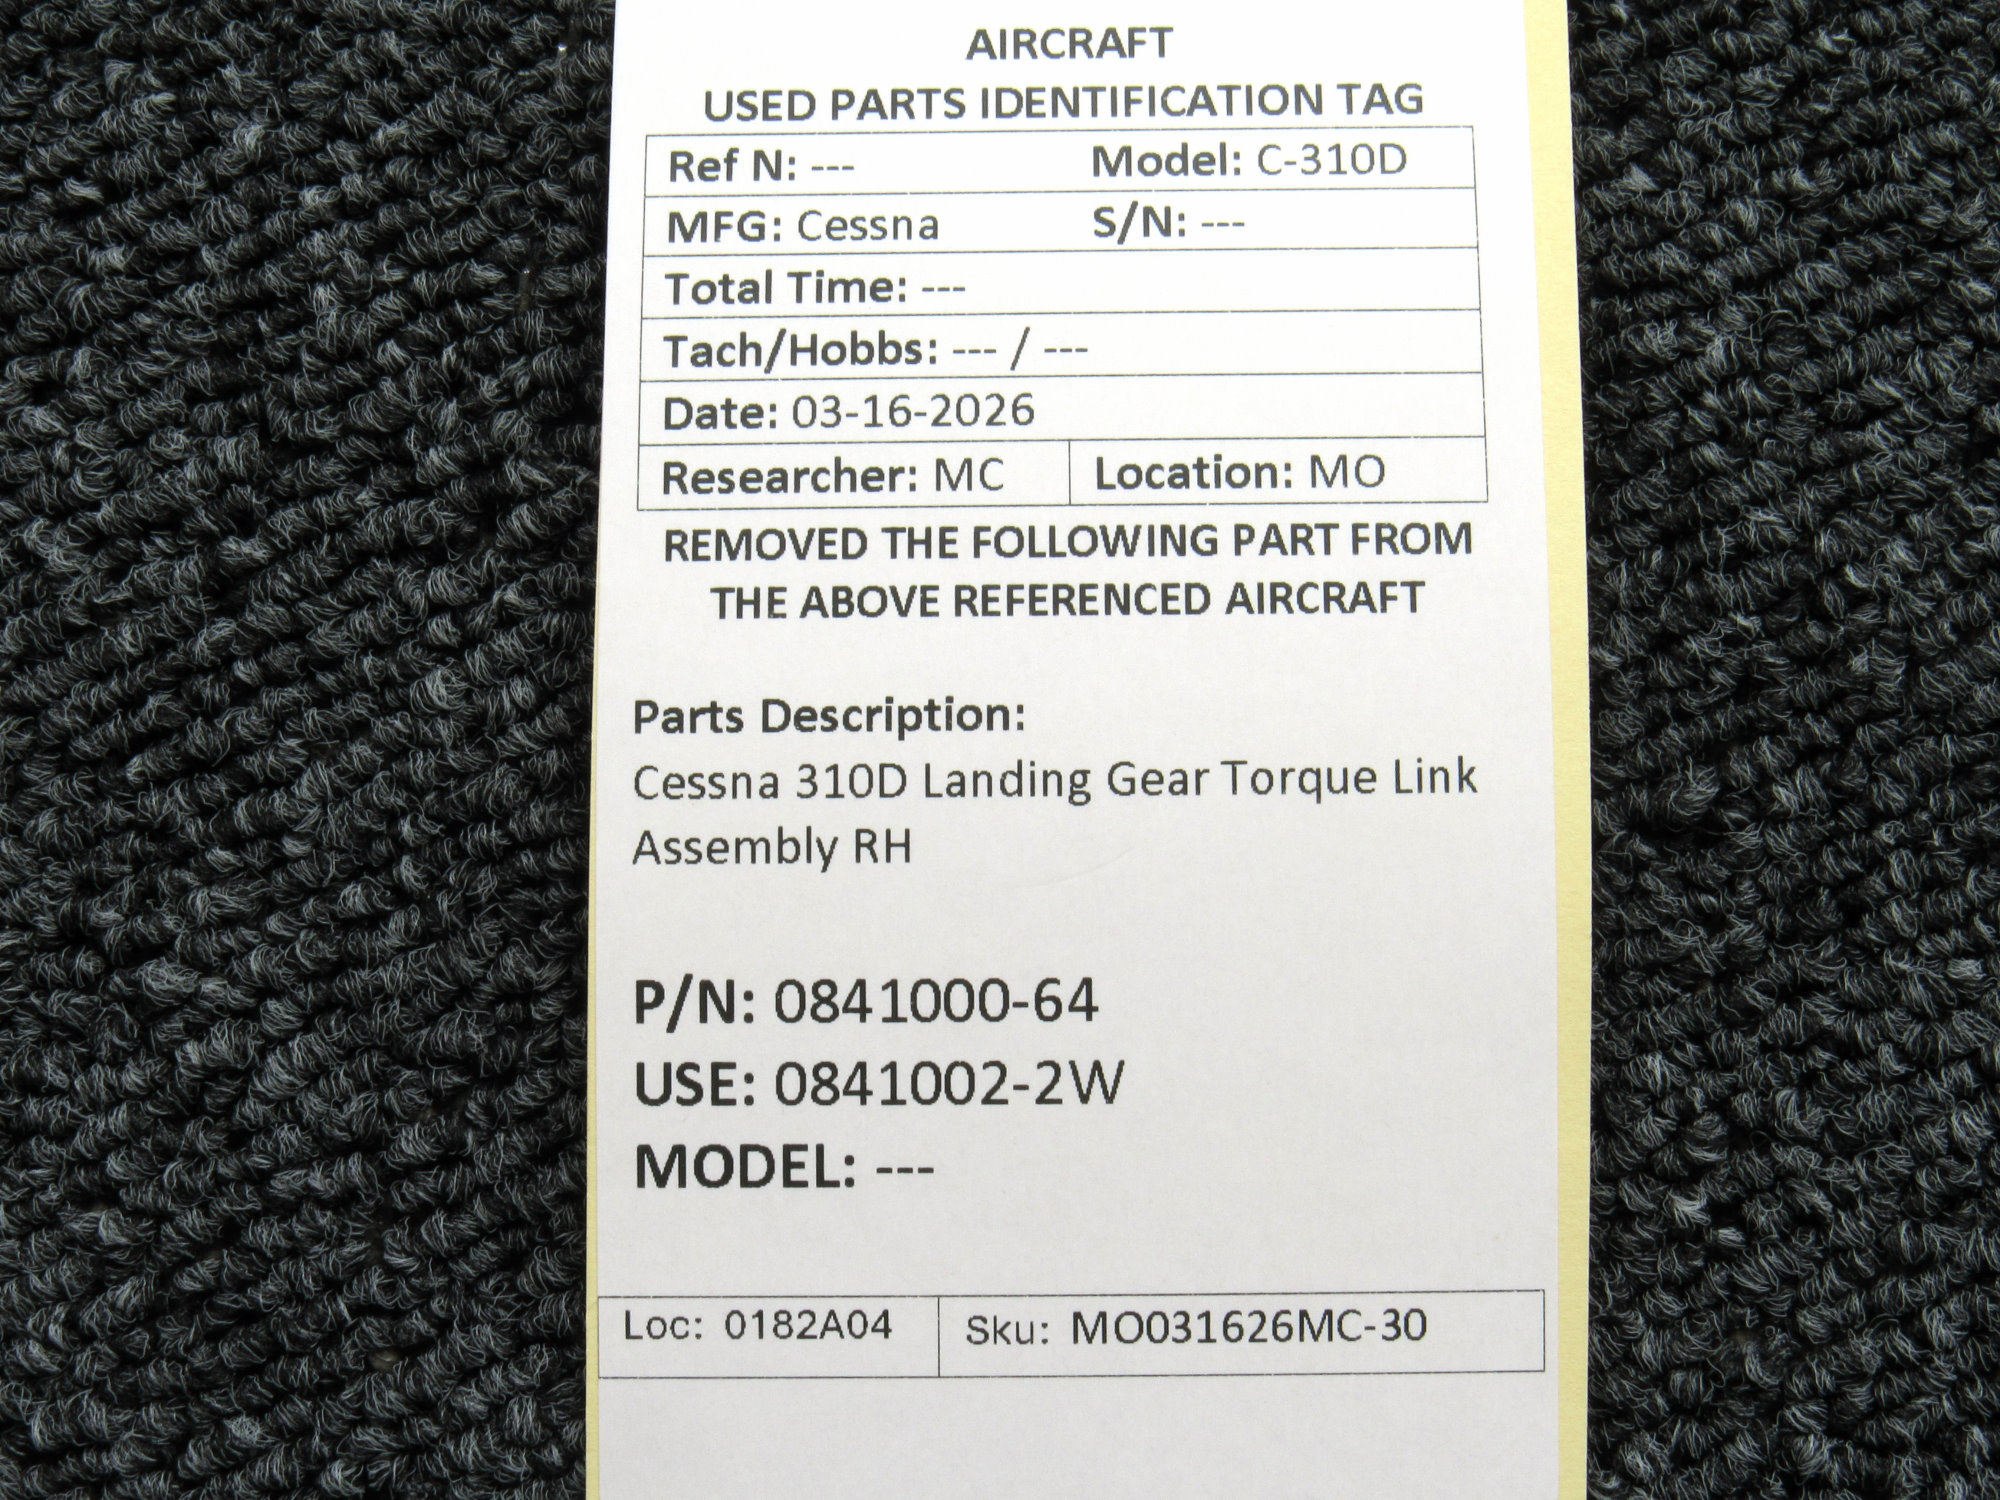 AIRCRAFT
USED PARTS IDENTIFICATION TAG
Ref N: --- Model: C-310D
MFG: Cessna S/N: ---
Total Time: ---
Tach/Hobbs: --- / ---
Date: 03-16-2026
Researcher: MC Location: MO
REMOVED THE FOLLOWING PART FROM
THE ABOVE REFERENCED AIRCRAFT
Parts Description:
Cessna 310D Landing Gear Torque Link
Assembly RH
P/N: 0841000-64
USE: 0841002-2W
MODEL: ---
Loc: 0182A04 Sku: MO031626MC-30